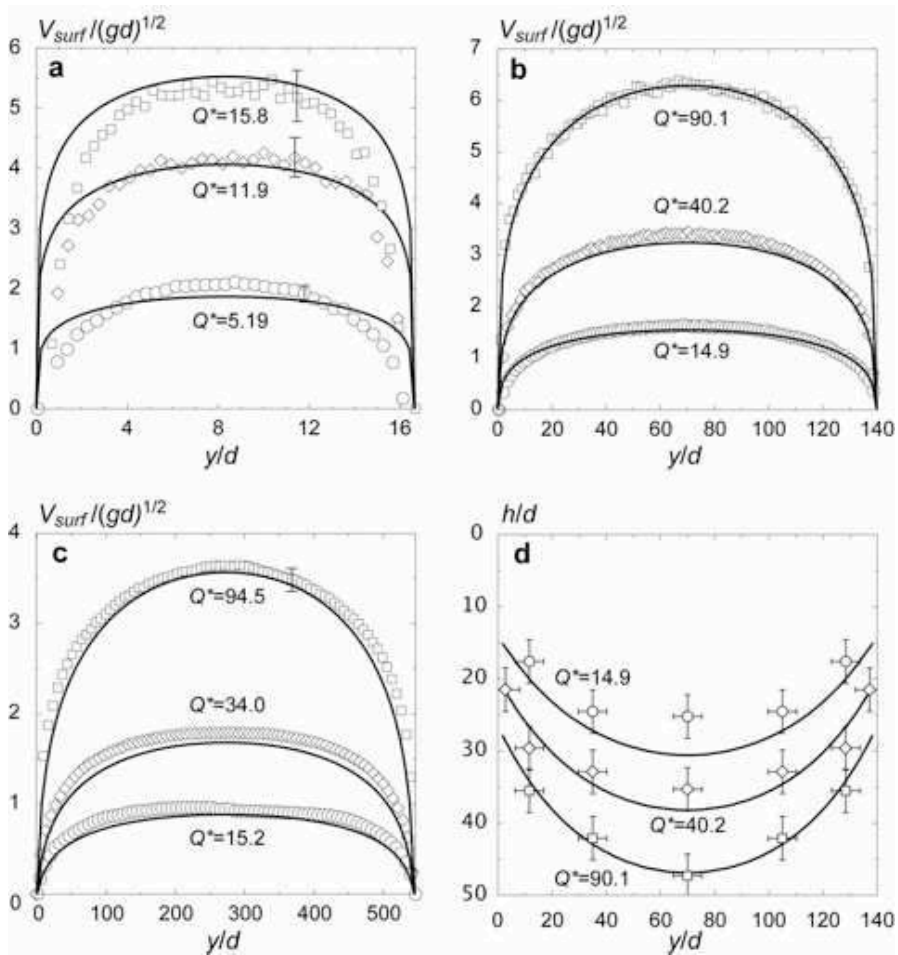 V_surf/(gd)^1/2
6
a
5
Q*=15.8
4
Q*=11.9
3
2
Q*=5.19
1
0
0 4 8 12 16
y/d
V_surf/(gd)^1/2
7
b
6
Q*=90.1
5
4
Q*=40.2
3
2
Q*=14.9
1
0
0 20 40 60 80 100 120 140
y/d
V_surf/(gd)^1/2
4
c
Q*=94.5
3
Q*=34.0
2
1
Q*=15.2
0
0 100 200 300 400 500
y/d
h/d
0
d
10
Q*=14.9
20
30
Q*=40.2
40
Q*=90.1
50
0 20 40 60 80 100 120 140
y/d